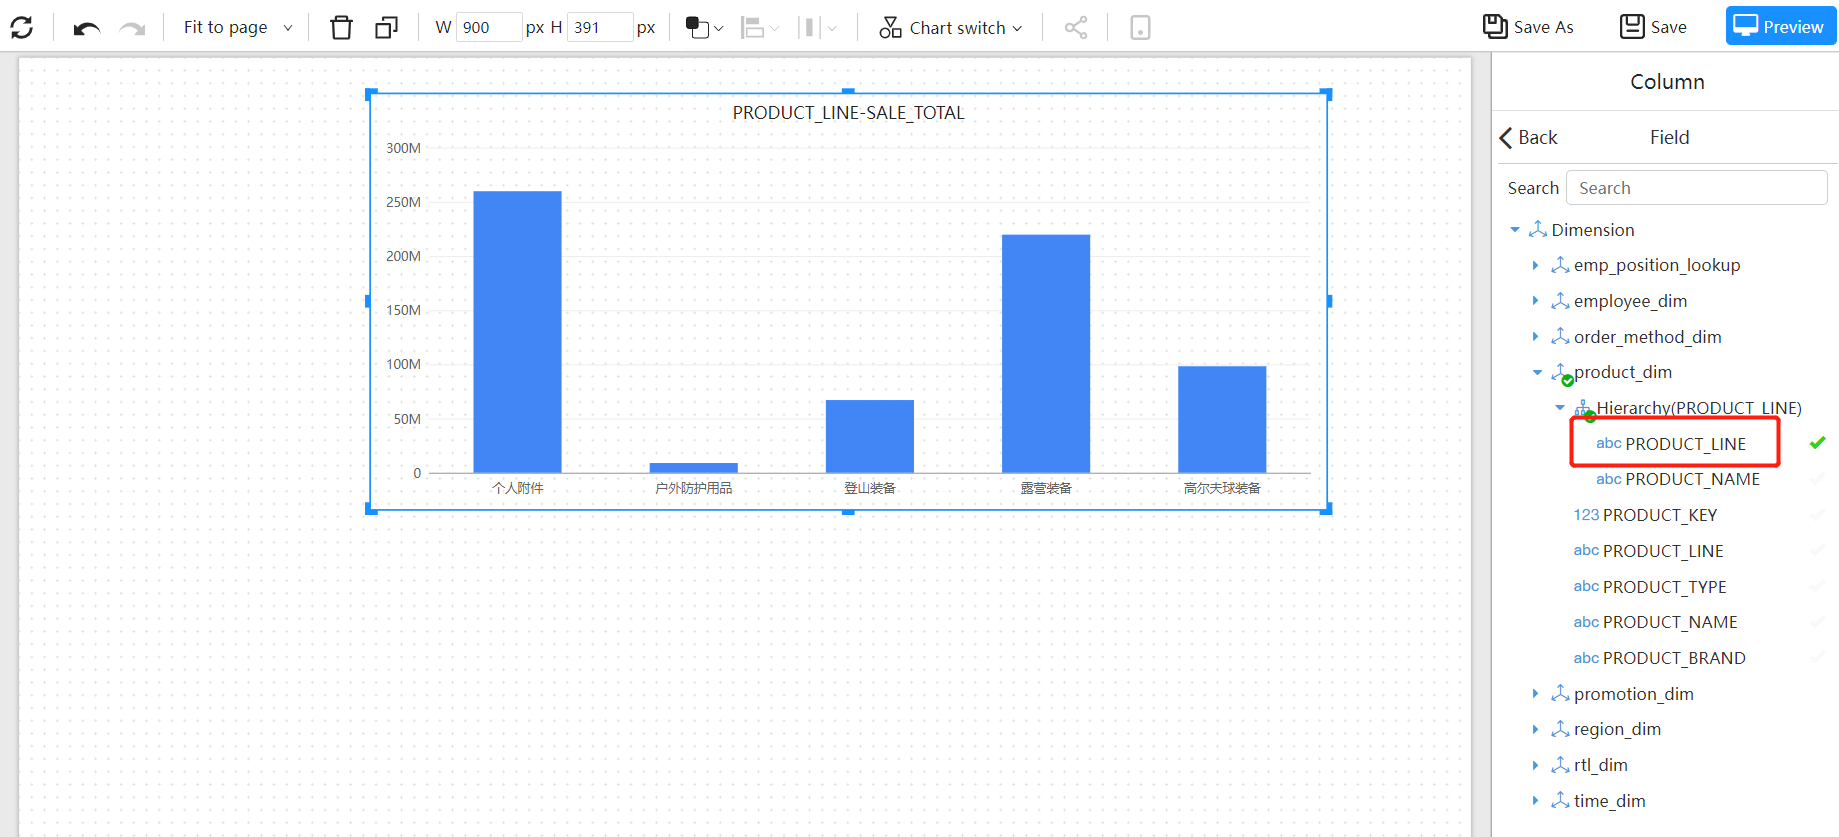 Fit to page
W 900 px H 391 px
Chart switch
Save As
Save
Preview
PRODUCT_LINE-SALE_TOTAL
300M
250M
200M
150M
100M
50M
0
个人附件
户外防护用品
登山装备
露营装备
高尔夫球装备
Column
Back
Field
Search
Search
Dimension
emp_position_lookup
employee_dim
order_method_dim
product_dim
Hierarchy(PRODUCT_LINE)
abc PRODUCT_LINE
abc PRODUCT_NAME
123 PRODUCT_KEY
abc PRODUCT_LINE
abc PRODUCT_TYPE
abc PRODUCT_NAME
abc PRODUCT_BRAND
promotion_dim
region_dim
rtl_dim
time_dim